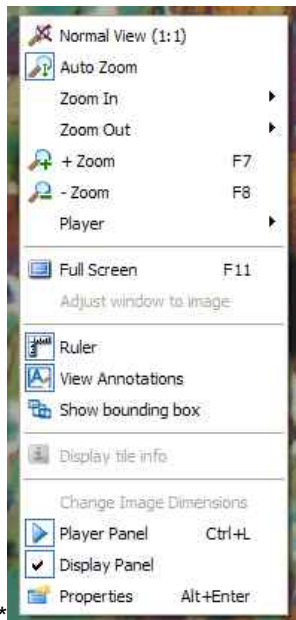 Normal View (1:1)
Auto Zoom
Zoom In
Zoom Out
+ Zoom F7
- Zoom F8
Player
Full Screen F11
Adjust window to image
Ruler
View Annotations
Show bounding box
Display tile info
Change Image Dimensions
Player Panel Ctrl+L
Display Panel
Properties Alt+Enter
*